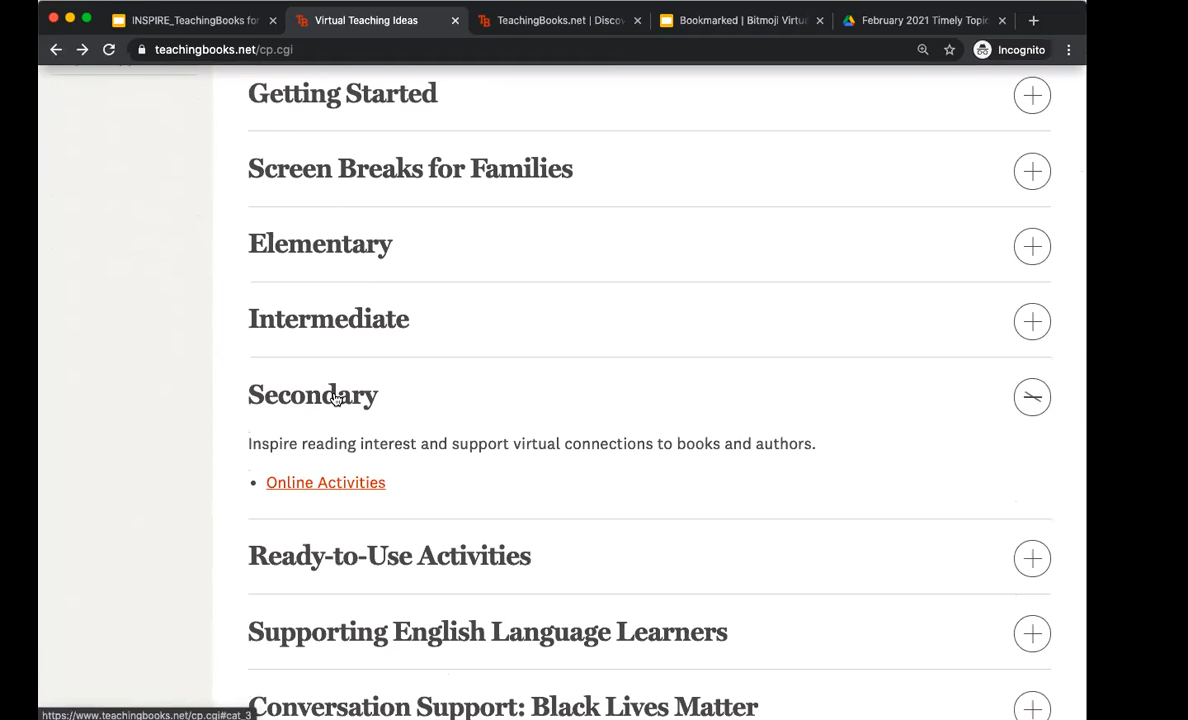 INSPIRE_TeachingBooks for
Virtual Teaching Ideas
TeachingBooks.net | Discov
Bookmarked | Bitmoji Virtu
February 2021 Timely Topic
teachingbooks.net/cp.cgi
Incognito
Getting Started
Screen Breaks for Families
Elementary
Intermediate
Secondary
Inspire reading interest and support virtual connections to books and authors.
• Online Activities
Ready-to-Use Activities
Supporting English Language Learners
Conversation Support: Black Lives Matter
https://www.teachingbooks.net/cp.cgi#cat_3